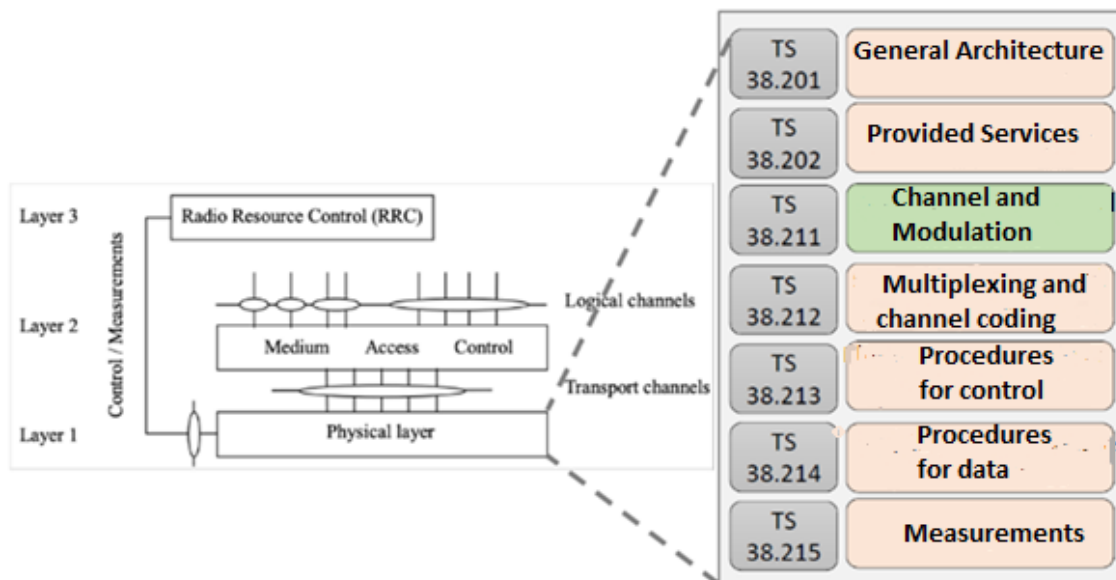 Layer 3
Radio Resource Control (RRC)
Logical channels
Layer 2
Control / Measurements
Medium Access Control
Transport channels
Layer 1
Physical layer
TS
38.201
General Architecture
TS
38.202
Provided Services
TS
38.211
Channel and
Modulation
TS
38.212
Multiplexing and
channel coding
TS
38.213
Procedures
for control
TS
38.214
Procedures
for data
TS
38.215
Measurements